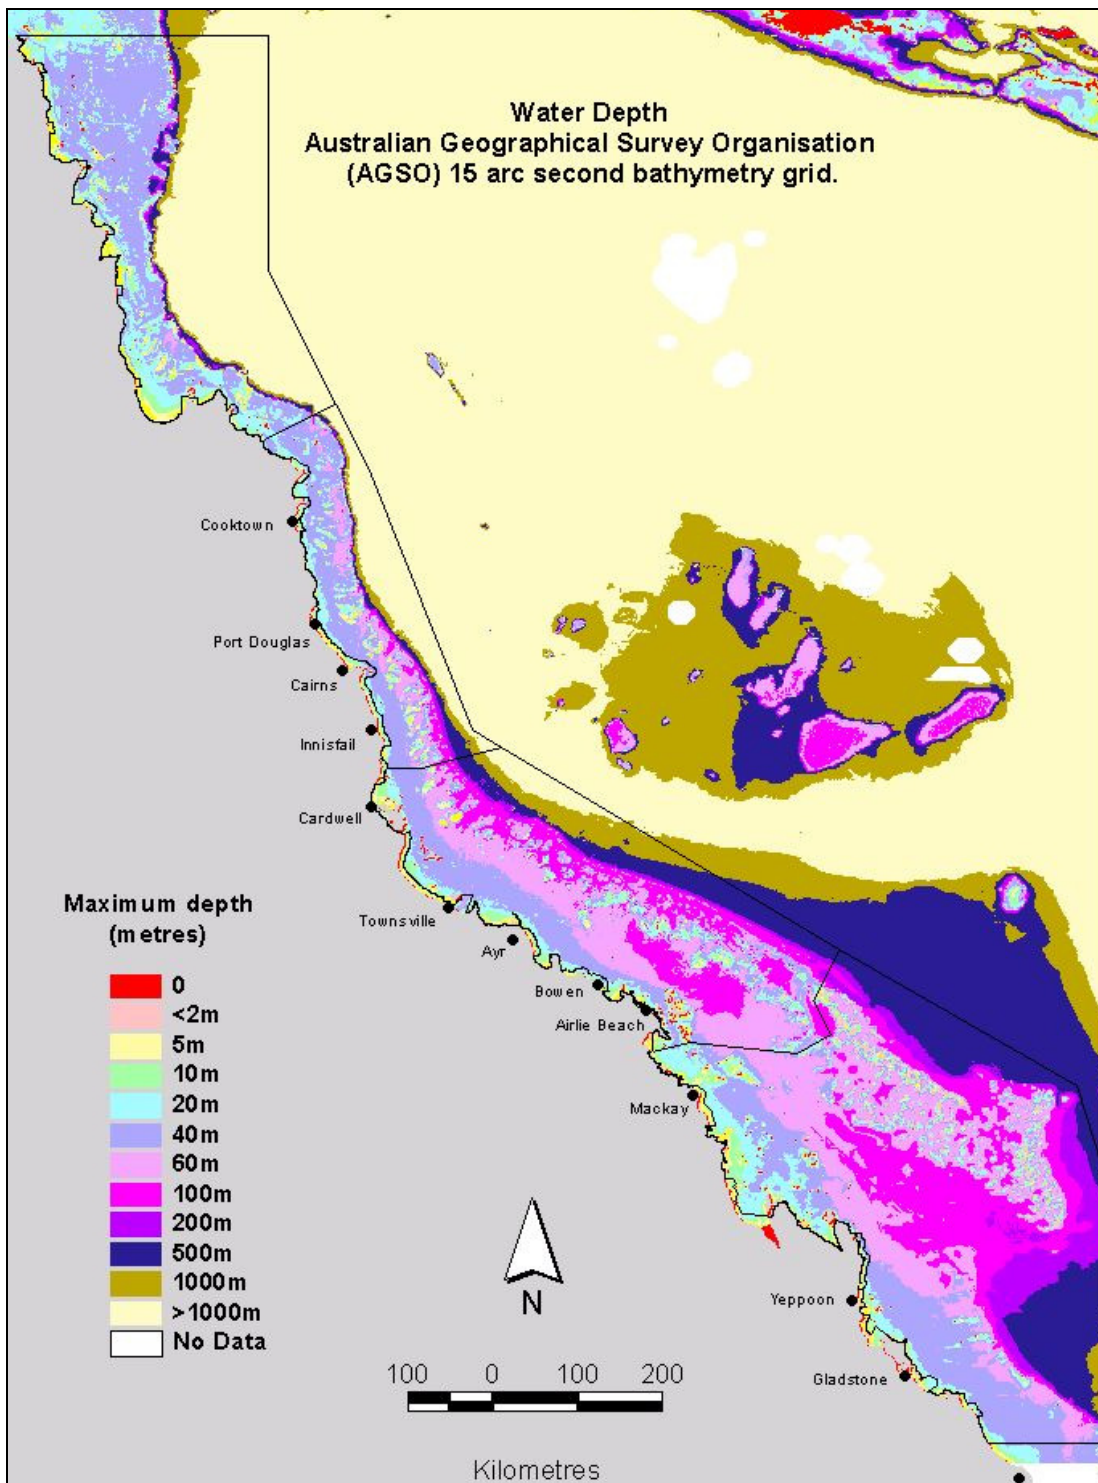 Water Depth
Australian Geographical Survey Organisation
(AGSO) 15 arc second bathymetry grid.
Cooktown
Port Douglas
Cairns
Innisfail
Cardwell
Townsville
Ayr
Bowen
Airlie Beach
Mackay
Yeppoon
Gladstone
Maximum depth
(metres)
0
<2m
5m
10m
20m
40m
60m
100m
200m
500m
1000m
>1000m
No Data
N
100 0 100 200
Kilometres